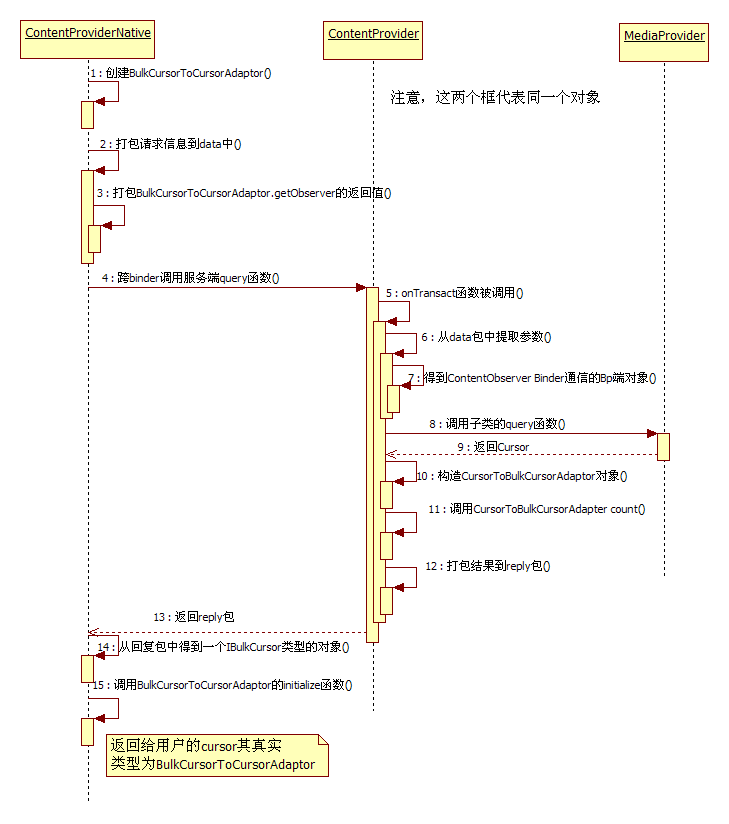 ContentProviderNative
ContentProvider
MediaProvider
1 : 创建BulkCursorToCursorAdaptor()
注意，这两个框代表同一个对象
2 : 打包请求信息到data中()
3 : 打包BulkCursorToCursorAdaptor.getObserver的返回值()
4 : 跨binder调用服务端query函数()
5 : onTransact函数被调用()
6 : 从data包中提取参数()
7 : 得到ContentObserver Binder通信的Bp端对象()
8 : 调用子类的query函数()
9 : 返回Cursor
10 : 构造CursorToBulkCursorAdaptor对象()
11 : 调用CursorToBulkCursorAdapter count()
12 : 打包结果到reply包()
13 : 返回reply包
14 : 从回复包中得到一个IBulkCursor类型的对象()
15 : 调用BulkCursorToCursorAdaptor的initialize函数()
返回给用户的cursor其真实
类型为BulkCursorToCursorAdaptor